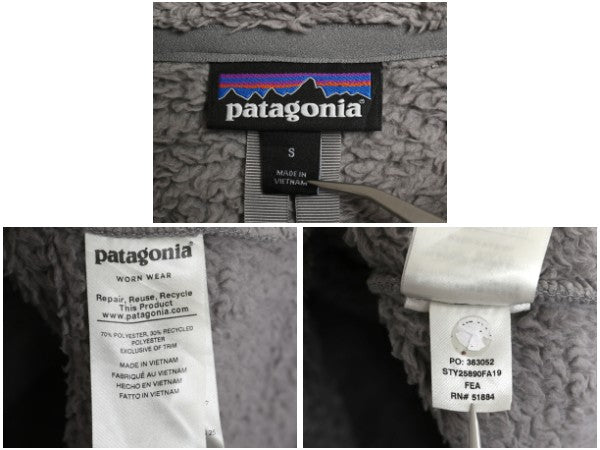 patagonia®
S
MADE IN
VIETNAM
patagonia®
WORN WEAR
Repair, Reuse, Recycle
This Product
www.patagonia.com
70% POLYESTER, 30% RECYCLED
POLYESTER
EXCLUSIVE OF TRIM
MADE IN VIETNAM
FABRIQUÉ AU VIETNAM
HECHO EN VIETNAM
FATTO IN VIETNAM
PO: 363052
STY25890FA19
FEA
RN# 51884